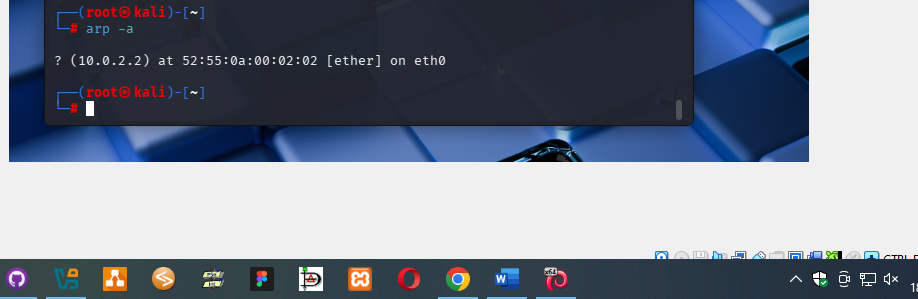 ┌──(root㉿kali)-[~]
└─# arp -a
? (10.0.2.2) at 52:55:0a:00:02:02 [ether] on eth0
┌──(root㉿kali)-[~]
└─#